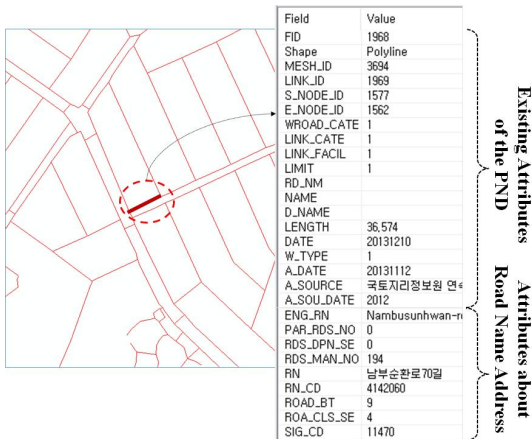 Field Value
FID 1968
Shape Polyline
MESH_ID 3694
LINK_ID 1969
S_NODE_ID 1577
E_NODE_ID 1562
WROAD_CATE 1
LINK_CATE 1
LINK_FACIL 1
LIMIT 1
RD_NM
NAME
D_NAME
LENGTH 36,574
DATE 20131210
W_TYPE 1
A_DATE 20131112
A_SOURCE 국토지리정보원
A_SOU_DATE 2012
ENG_RN Nambusunhwan-r
PAR_RDS_NO 0
RDS_DPN_SE 0
RDS_MAN_NO 194
RN 남부순환로70길
RN_CD 4142060
ROAD_BT 9
ROA_CLS_SE 4
SIG_CD 11470
Existing Attributes
of the PND
Attributes about
Road Name Address